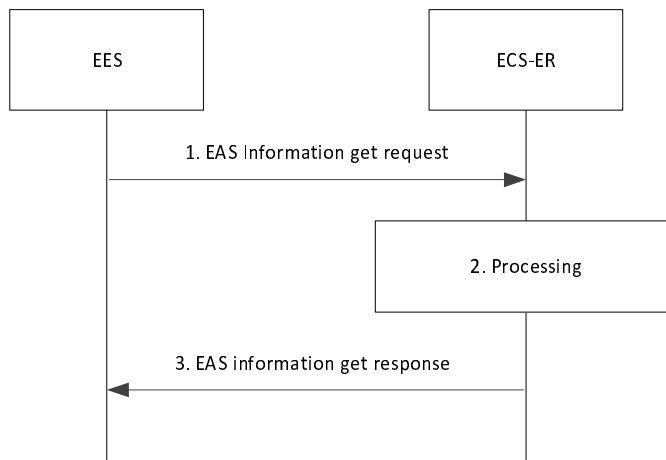 EES
ECS-ER
1. EAS Information get request
2. Processing
3. EAS information get response